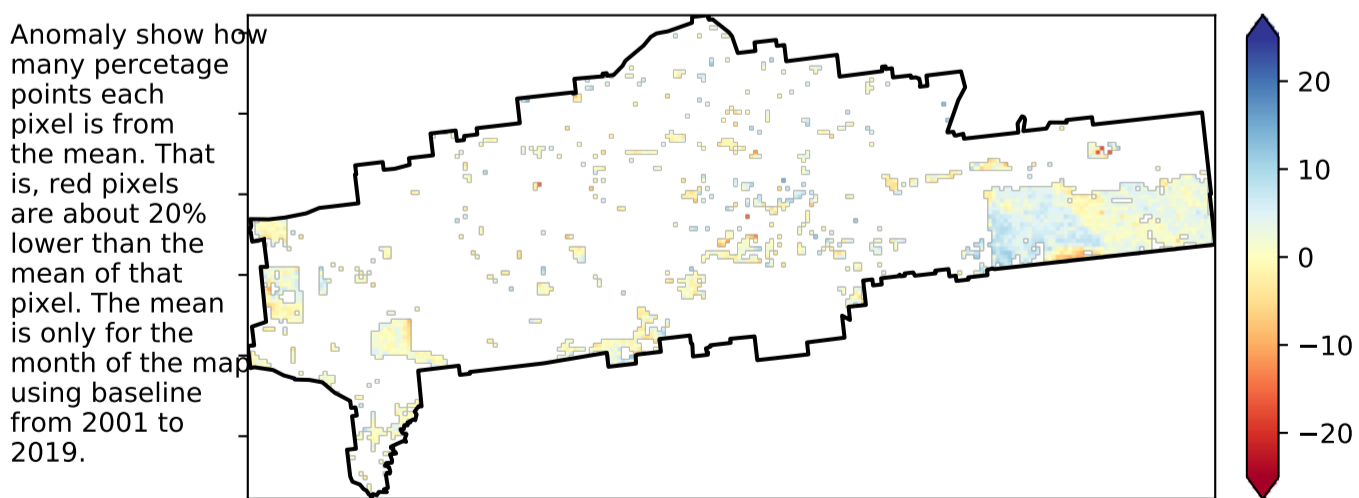 Anomaly show how
many percetage
points each
pixel is from
the mean. That
is, red pixels
are about 20%
lower than the
mean of that
pixel. The mean
is only for the
month of the map
using baseline
from 2001 to
2019.
20
10
0
−10
−20